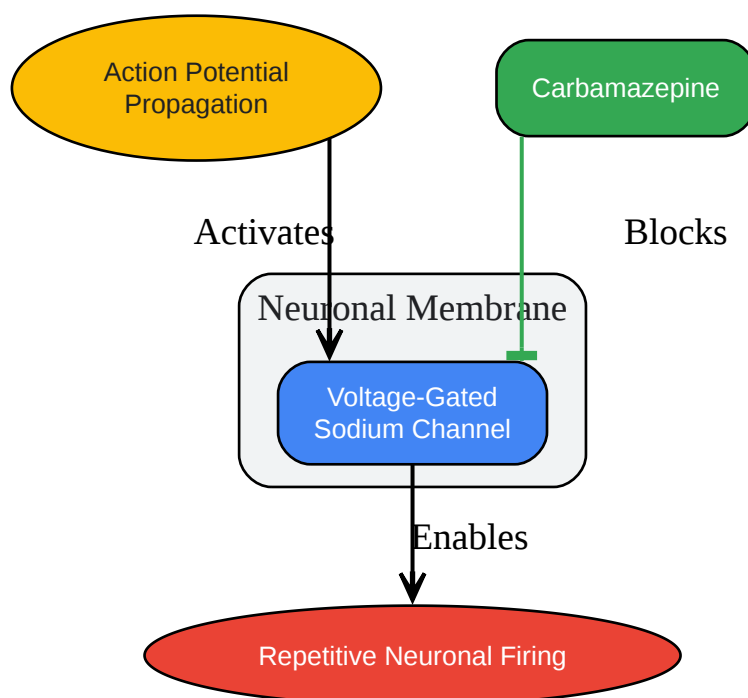 Action Potential
Propagation
Carbamazepine
Activates
Blocks
Neuronal Membrane
Voltage-Gated
Sodium Channel
Enables
Repetitive Neuronal Firing